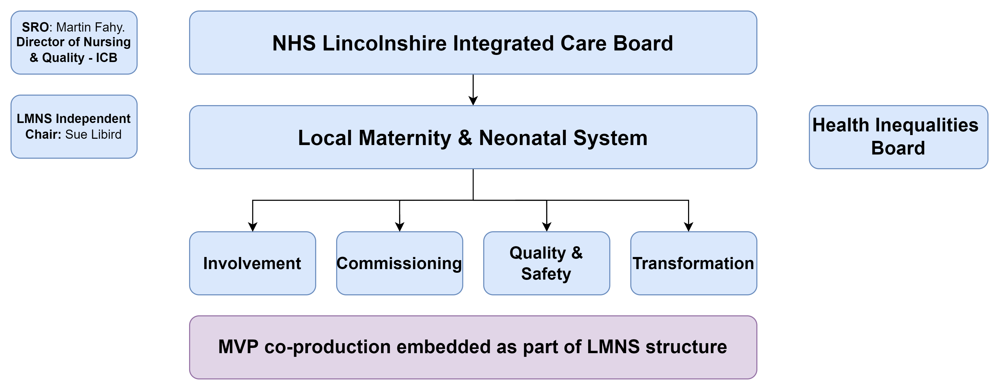 SRO: Martin Fahy.
Director of Nursing
& Quality - ICB
NHS Lincolnshire Integrated Care Board
LMNS Independent
Chair: Sue Libird
Local Maternity & Neonatal System
Health Inequalities
Board
Involvement
Commissioning
Quality &
Safety
Transformation
MVP co-production embedded as part of LMNS structure